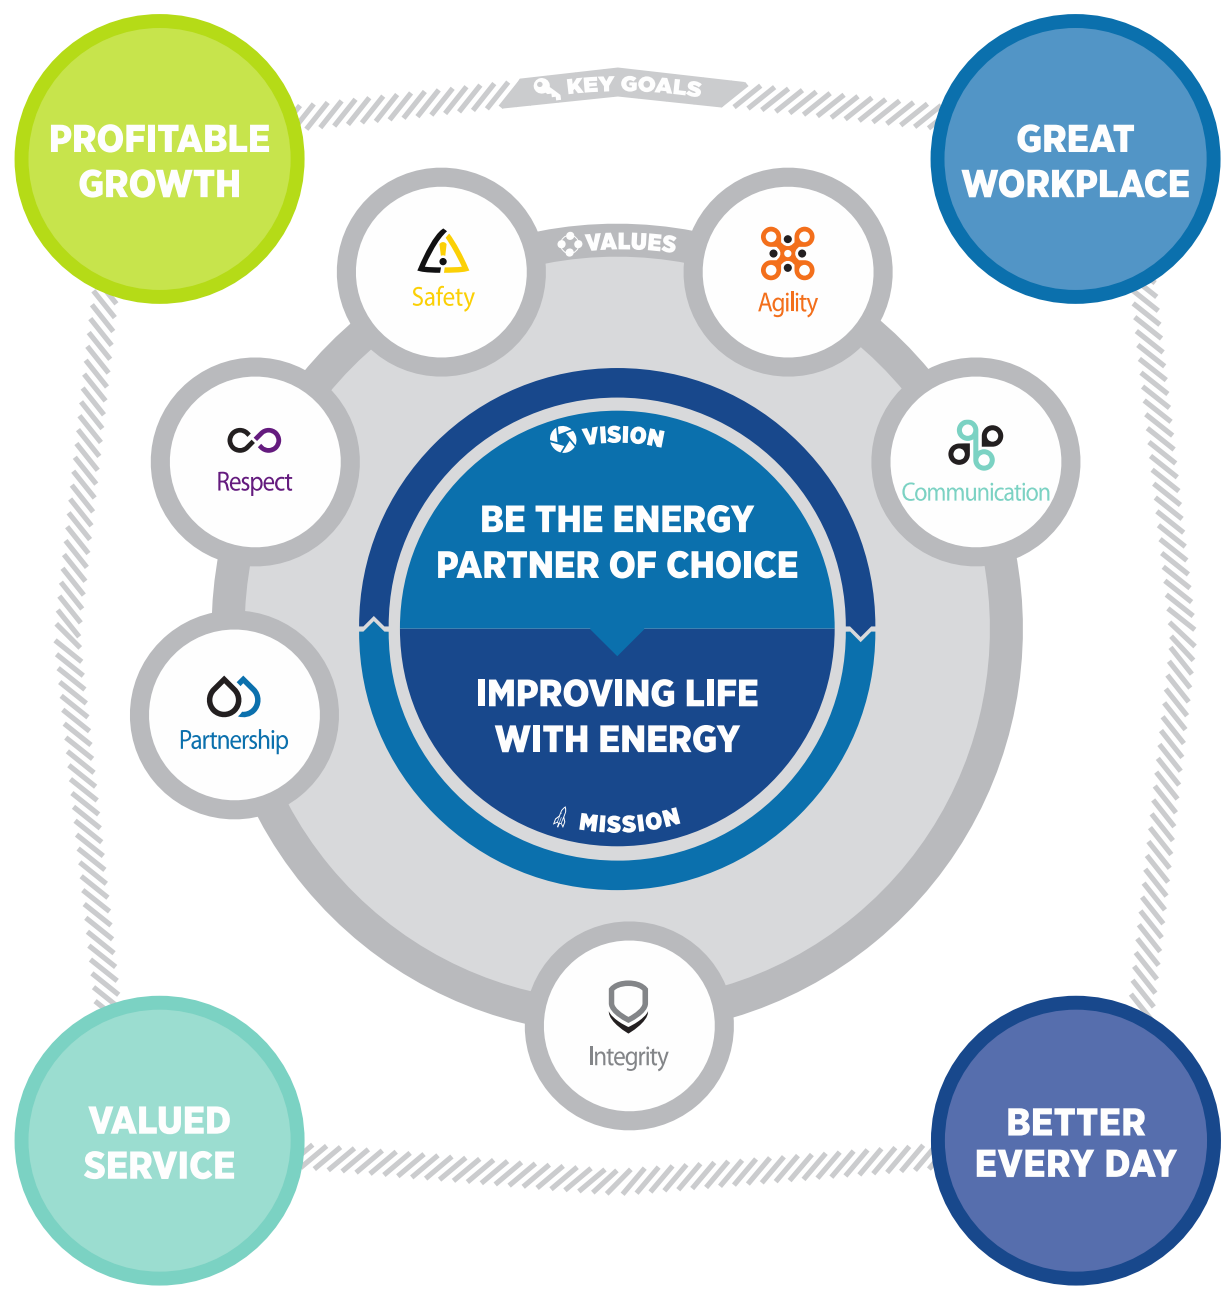 KEY GOALS
PROFITABLE
GROWTH
GREAT
WORKPLACE
VALUES
Safety
Agility
Respect
Communication
Partnership
Integrity
VISION
BE THE ENERGY
PARTNER OF CHOICE
IMPROVING LIFE
WITH ENERGY
MISSION
VALUED
SERVICE
BETTER
EVERY DAY